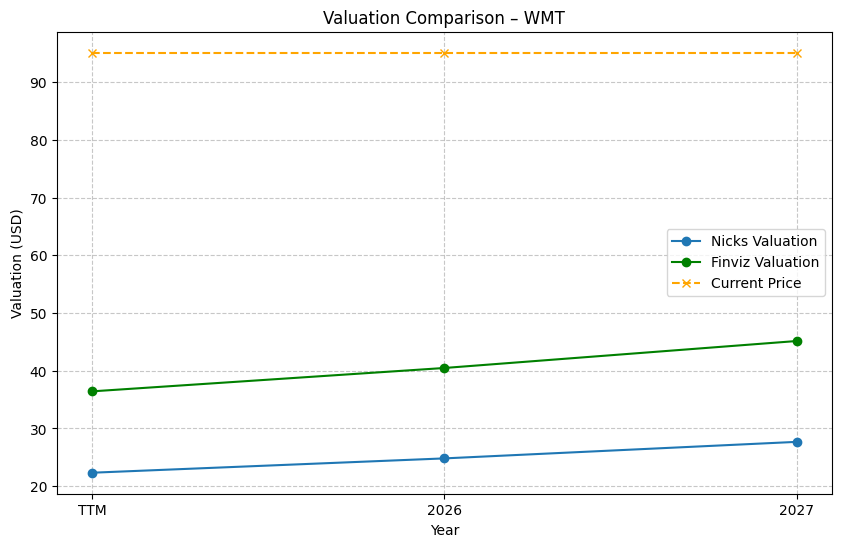 Valuation Comparison – WMT
Valuation (USD)
90
80
70
60
50
40
30
20
Nicks Valuation
Finviz Valuation
Current Price
TTM
2026
2027
Year